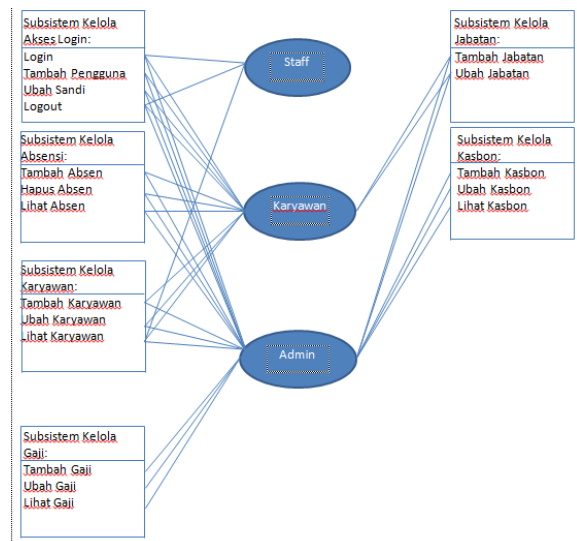 Subsistem Kelola
Akses Login:
Login
Tambah Pengguna
Ubah Sandi
Logout
Subsistem Kelola
Absensi:
Tambah Absen
Hapus Absen
Lihat Absen
Subsistem Kelola
Karyawan:
Tambah Karyawan
Ubah Karyawan
Lihat Karyawan
Subsistem Kelola
Gaji:
Tambah Gaji
Ubah Gaji
Lihat Gaji
Staff
Karyawan
Admin
Subsistem Kelola
Jabatan:
Tambah Jabatan
Ubah Jabatan
Subsistem Kelola
Kasbon:
Tambah Kasbon
Ubah Kasbon
Lihat Kasbon